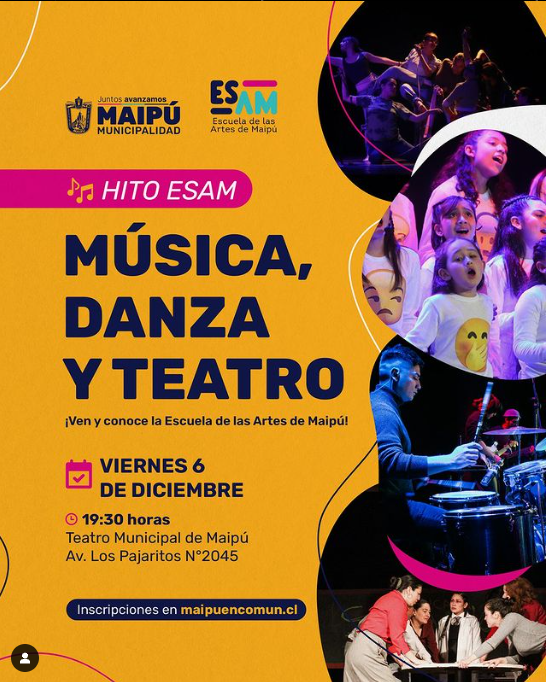 Juntos avanzamos
MAIPÚ
MUNICIPALIDAD
ESAM
Escuela de las
Artes de Maipú
HITO ESAM
MÚSICA,
DANZA
Y TEATRO
¡Ven y conoce la Escuela de las Artes de Maipú!
VIERNES 6
DE DICIEMBRE
19:30 horas
Teatro Municipal de Maipú
Av. Los Pajaritos N°2045
Inscripciones en maipuencomun.cl